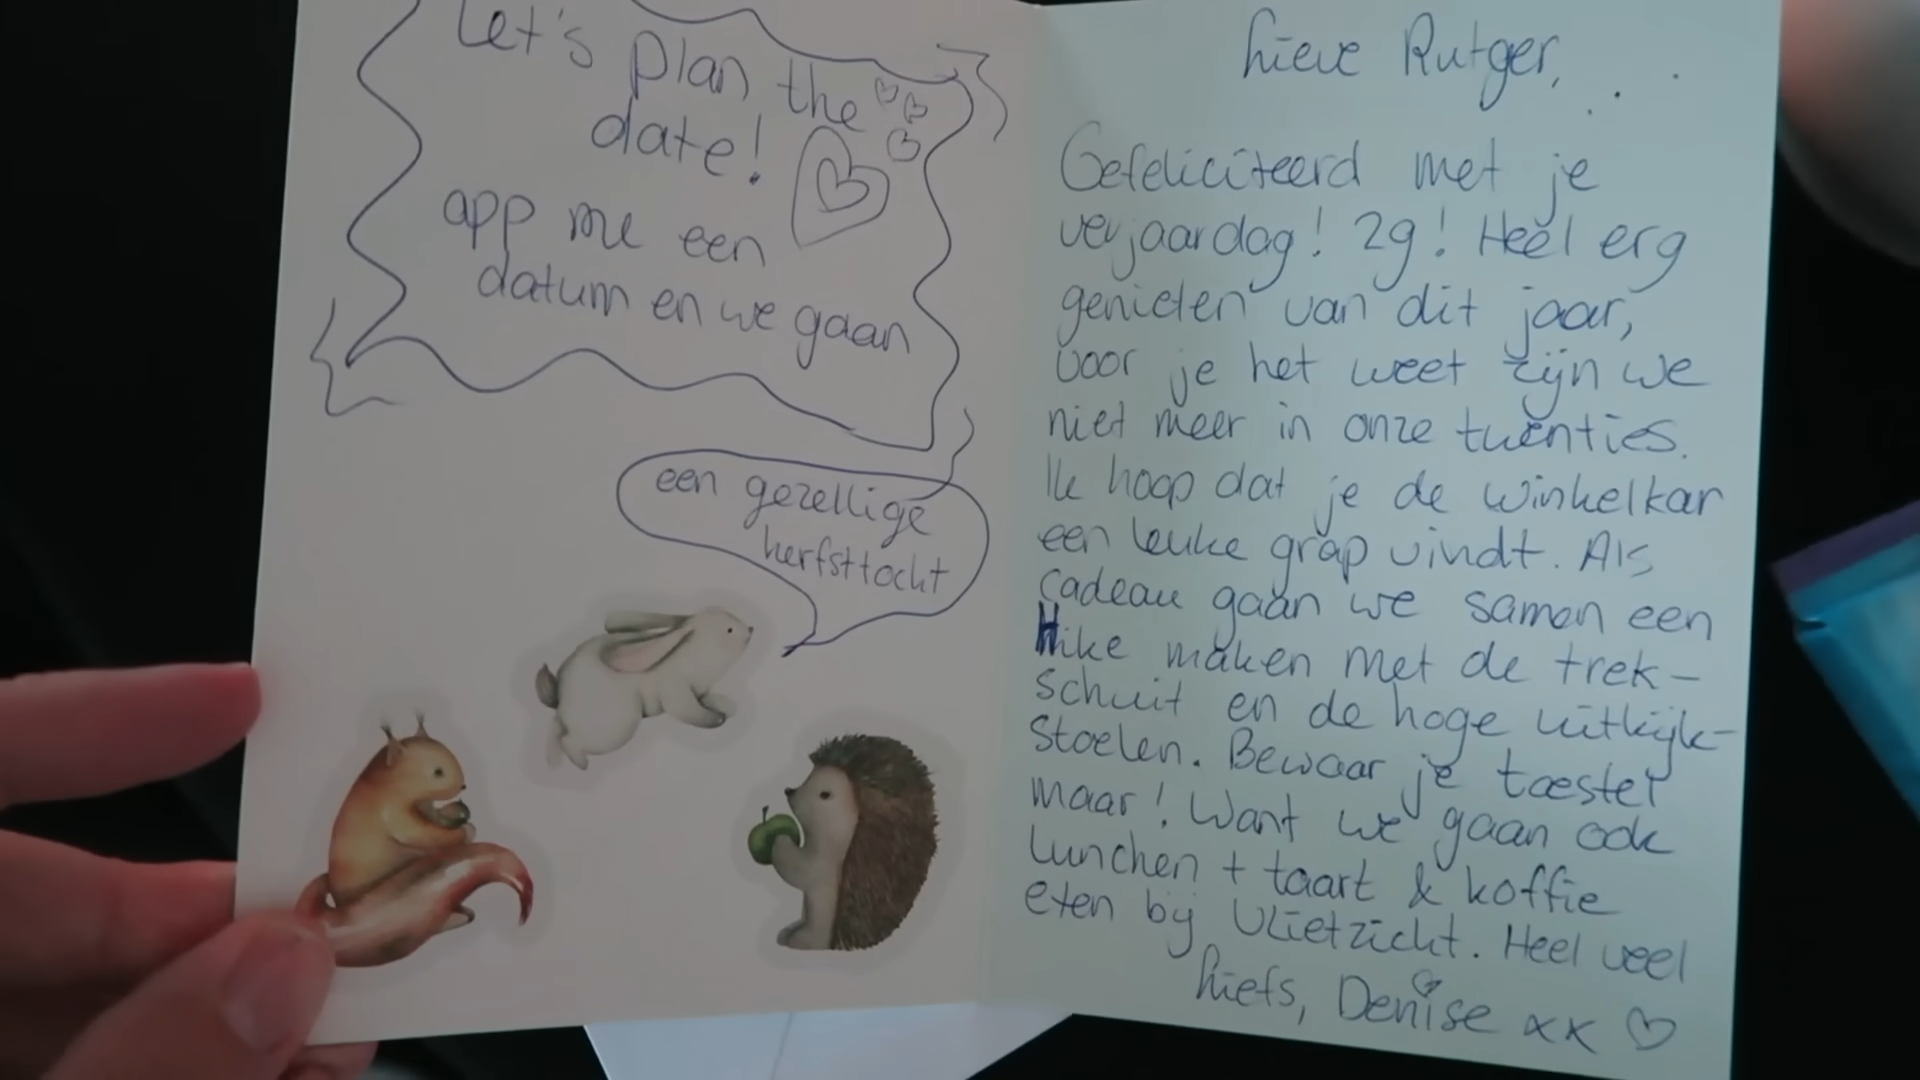 Let's plan the
date!
app me een
datum en we gaan
een gezellige
herfsttocht
Lieve Rutger,
Gefeliciteerd met je
verjaardag! 29! Heel erg
genieten van dit jaar,
voor je het weet zijn we
niet meer in onze twenties.
Ik hoop dat je de winkelkar
een leuke grap vindt. Als
cadeau gaan we samen een
Hike maken met de trek-
schuit en de hoge uitkijk-
stoelen. Bewaar je toestel
maar! Want we gaan ook
lunchen + taart & koffie
eten bij Vlietzicht. Heel veel
liefs, Denise xx